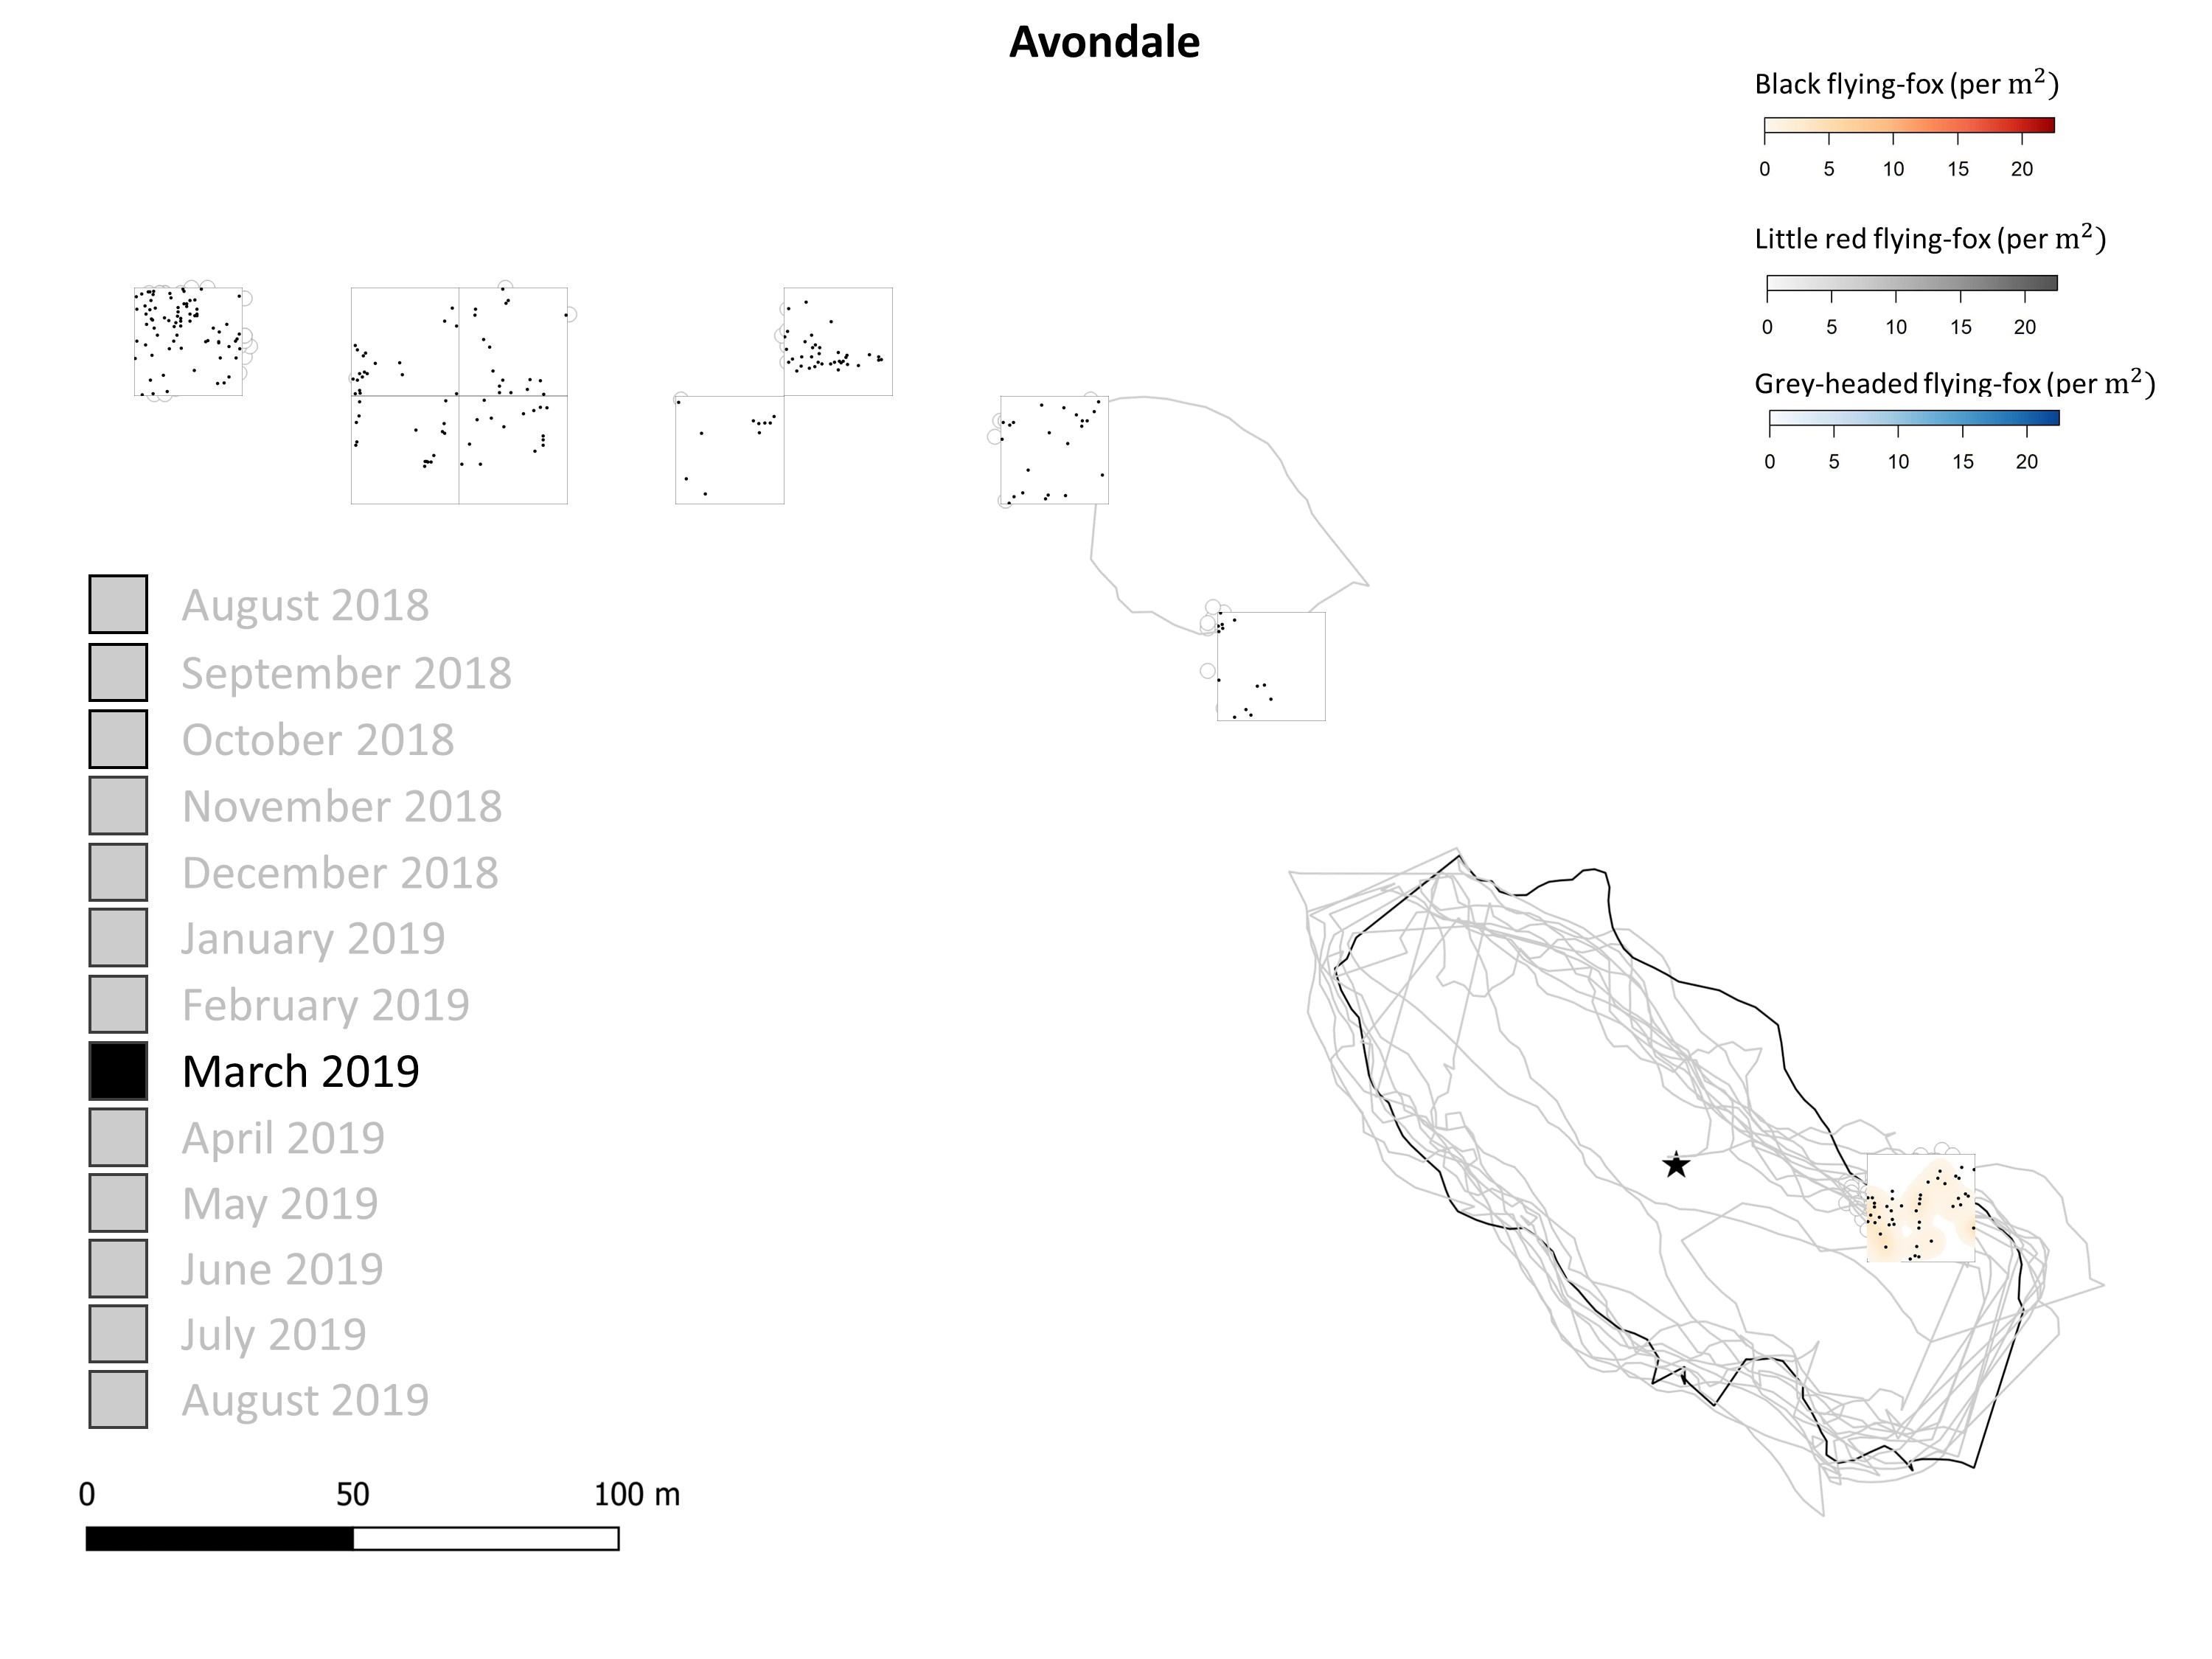 Avondale
Black flying-fox (per m²)
0 5 10 15 20
Little red flying-fox (per m²)
0 5 10 15 20
Grey-headed flying-fox (per m²)
0 5 10 15 20
August 2018
September 2018
October 2018
November 2018
December 2018
January 2019
February 2019
March 2019
April 2019
May 2019
June 2019
July 2019
August 2019
0 50 100 m